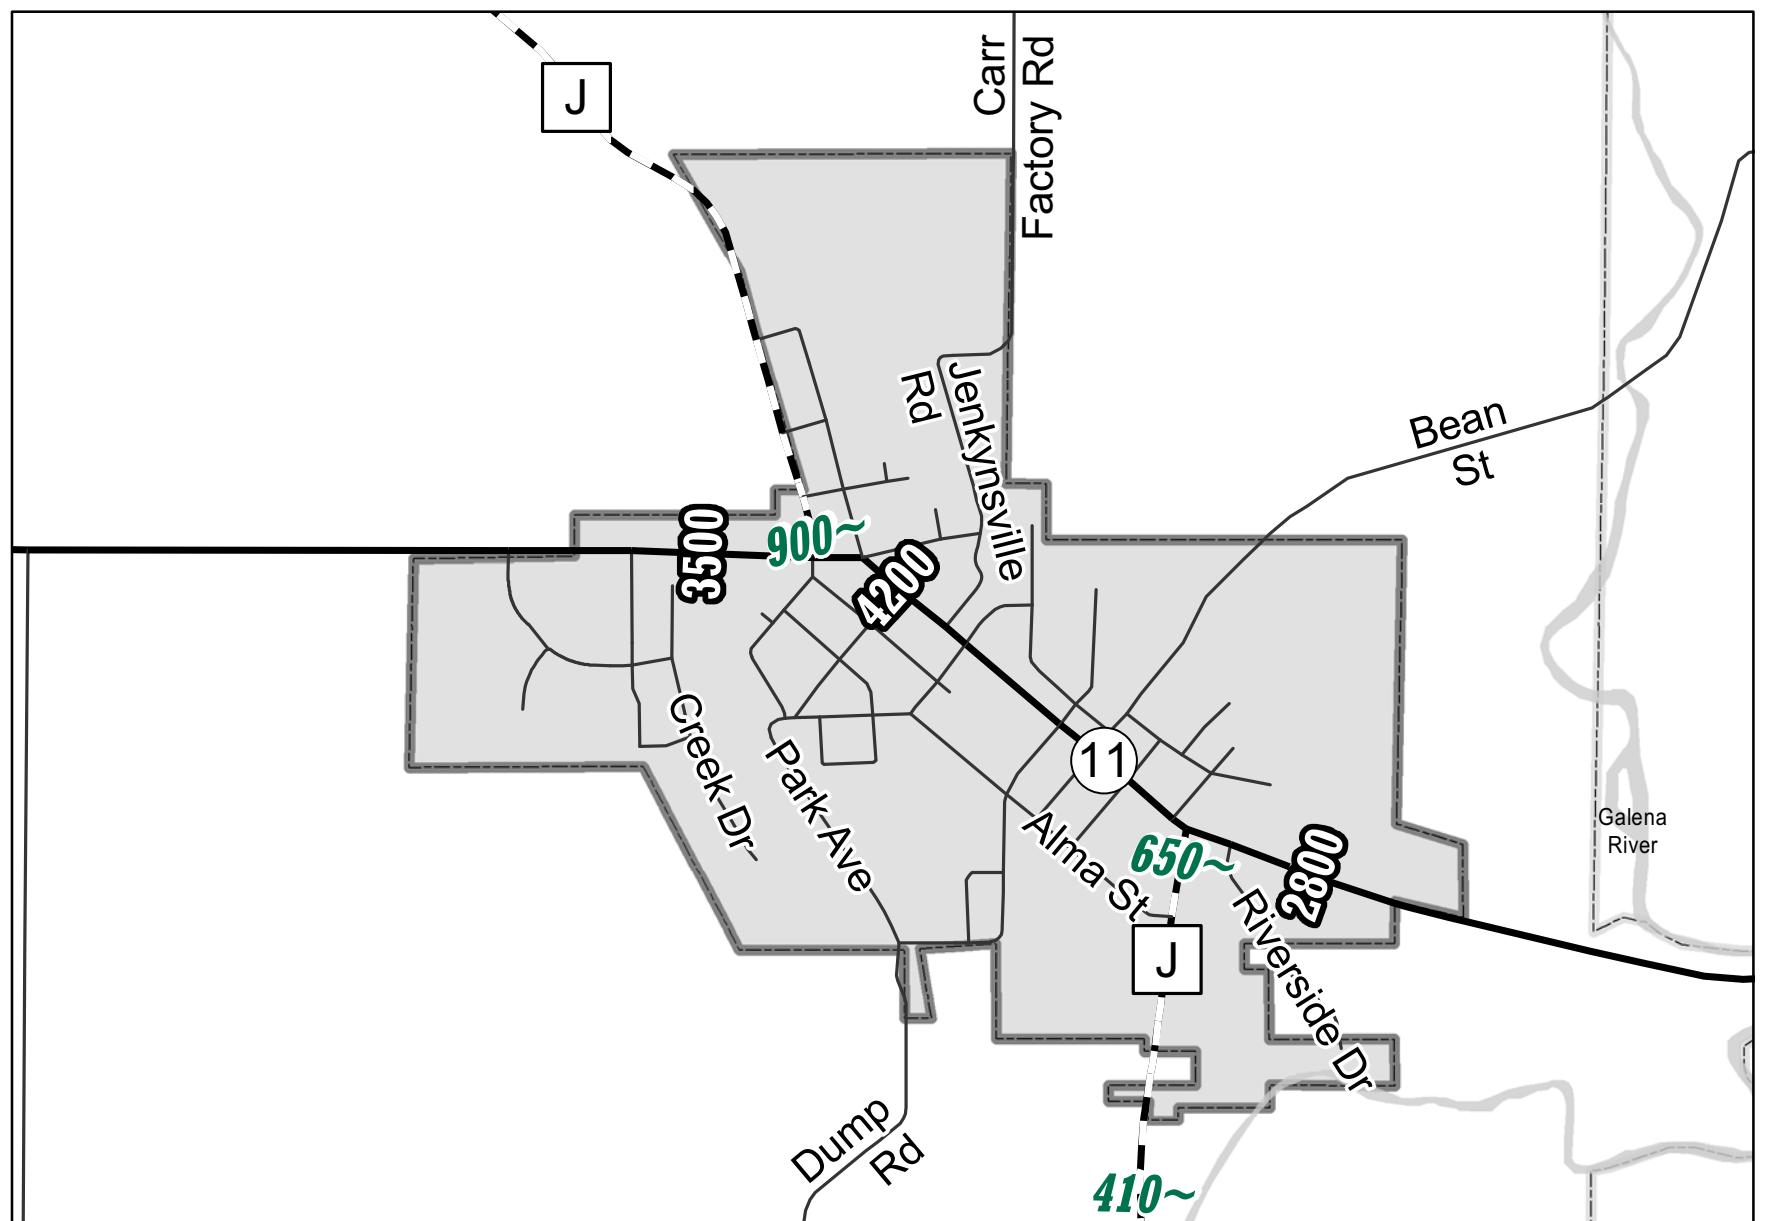 J
Carr
Factory Rd
Jenkynsville
Rd
Bean
St
3500
900~
4200
Creek Dr
Park Ave
11
Alma St
650~
2800
Galena
River
Riverside Dr
J
Dump
Rd
410~